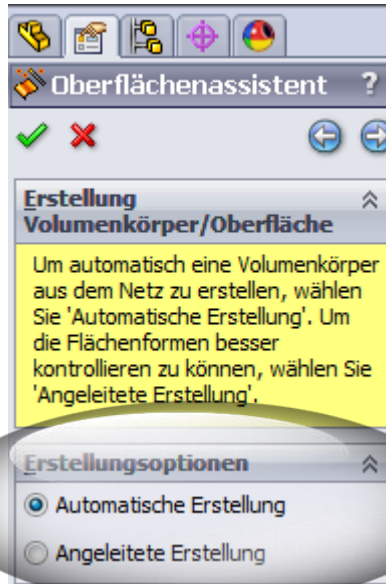 Oberflächenassistent ?
Erstellung
Volumenkörper/Oberfläche
Um automatisch eine Volumenkörper
aus dem Netz zu erstellen, wählen
Sie 'Automatische Erstellung'. Um
die Flächenformen besser
kontrollieren zu können, wählen Sie
'Angeleitete Erstellung'.
Erstellungsoptionen
Automatische Erstellung
Angeleitete Erstellung